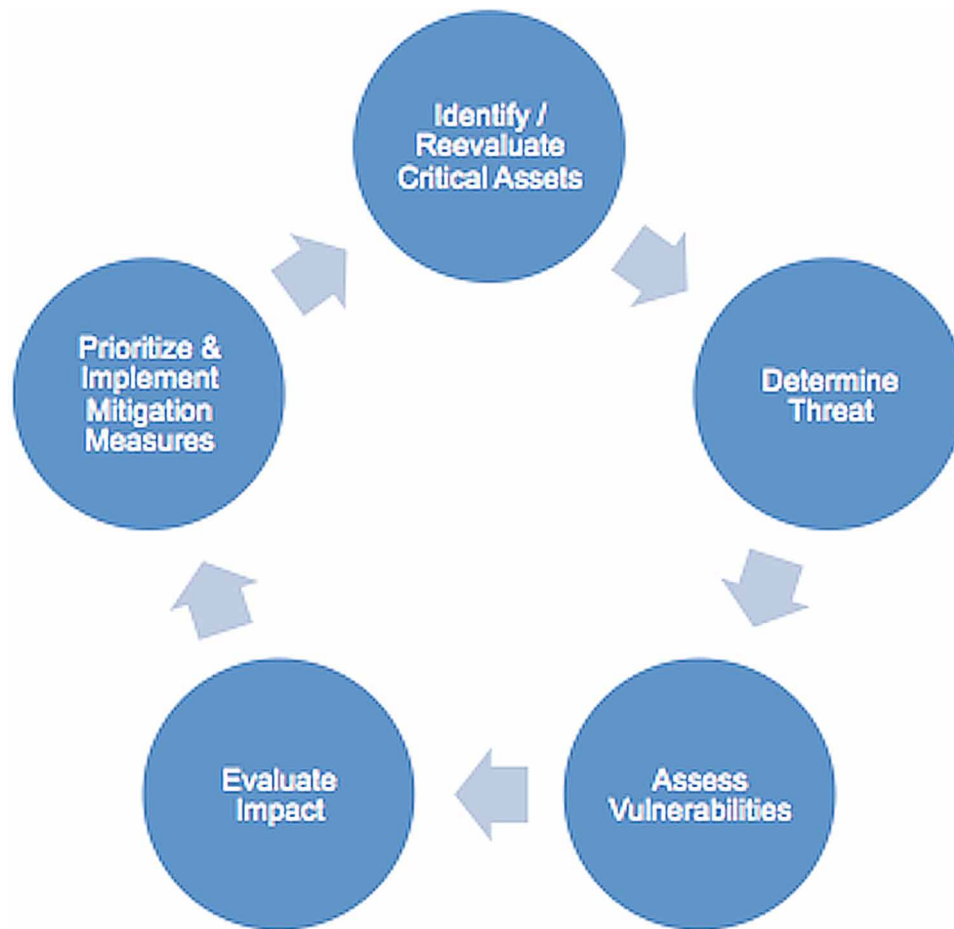 Identify /
Reevaluate
Critical Assets
Determine
Threat
Assess
Vulnerabilities
Evaluate
Impact
Prioritize &
Implement
Mitigation
Measures